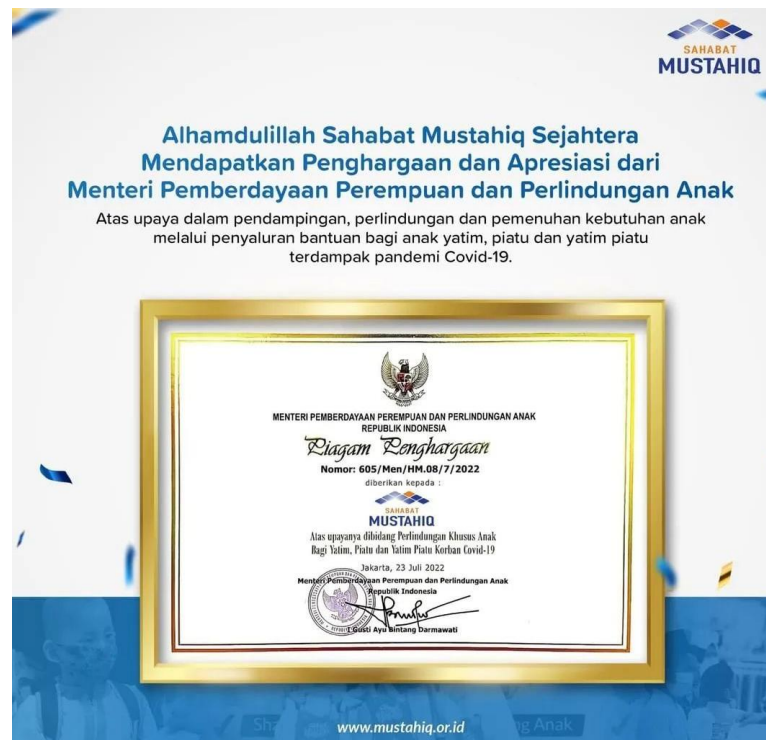 SAHABAT
MUSTAHIQ
Alhamdulillah Sahabat Mustahiq Sejahtera
Mendapatkan Penghargaan dan Apresiasi dari
Menteri Pemberdayaan Perempuan dan Perlindungan Anak
Atas upaya dalam pendampingan, perlindungan dan pemenuhan kebutuhan anak
melalui penyaluran bantuan bagi anak yatim, piatu dan yatim piatu
terdampak pandemi Covid-19.
MENTERI PEMBERDAYAAN PEREMPUAN DAN PERLINDUNGAN ANAK
REPUBLIK INDONESIA
Piagam Penghargaan
Nomor: 605/Men/HM.08/7/2022
diberikan kepada :
SAHABAT
MUSTAHIQ
Atas upayanya dibidang Perlindungan Khusus Anak
Bagi Yatim, Piatu dan Yatim Piatu Korban Covid-19
Jakarta, 23 Juli 2022
Menteri Pemberdayaan Perempuan dan Perlindungan Anak
Republik Indonesia
I Gusti Ayu Bintang Darmawati
www.mustahiq.or.id